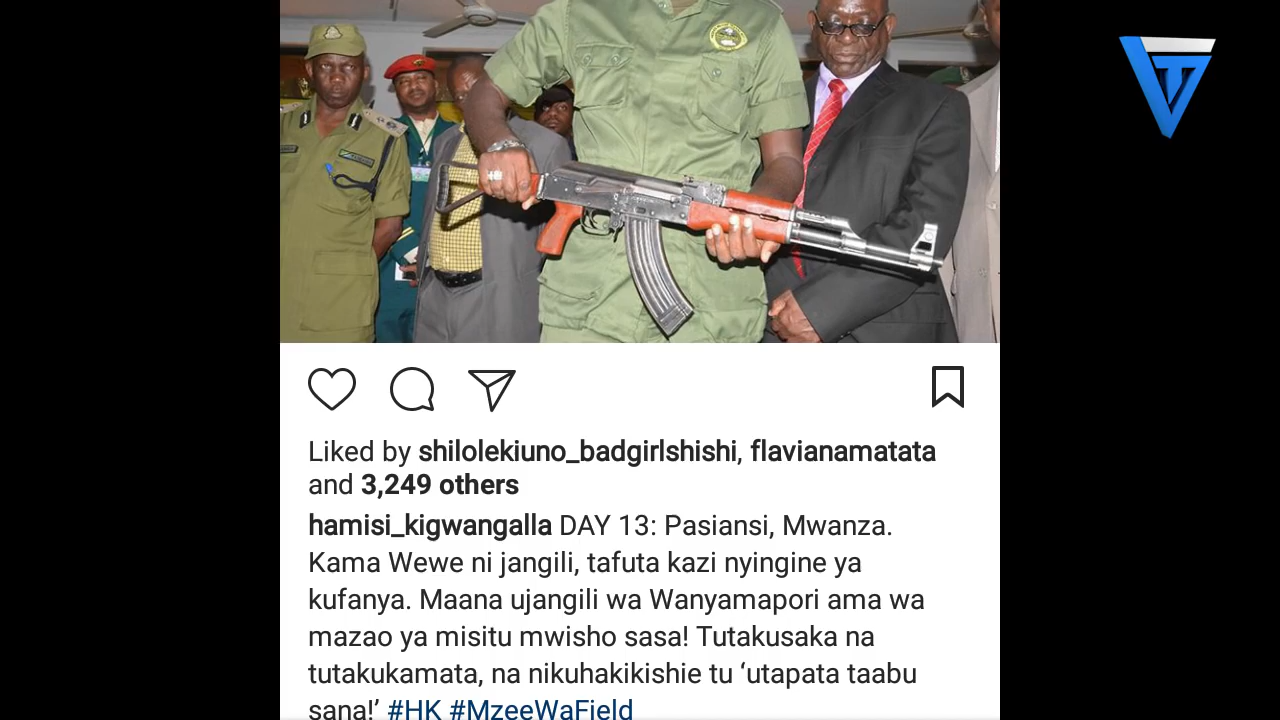 Liked by shilolekiuno_badgirlshishi, flavianamatata
and 3,249 others
hamisi_kigwangalla DAY 13: Pasiansi, Mwanza.
Kama Wewe ni jangili, tafuta kazi nyingine ya
kufanya. Maana ujangili wa Wanyamapori ama wa
mazao ya misitu mwisho sasa! Tutakusaka na
tutakukamata, na nikuhakikishie tu ‘utapata taabu
sana!’ #HK #MzeeWaField